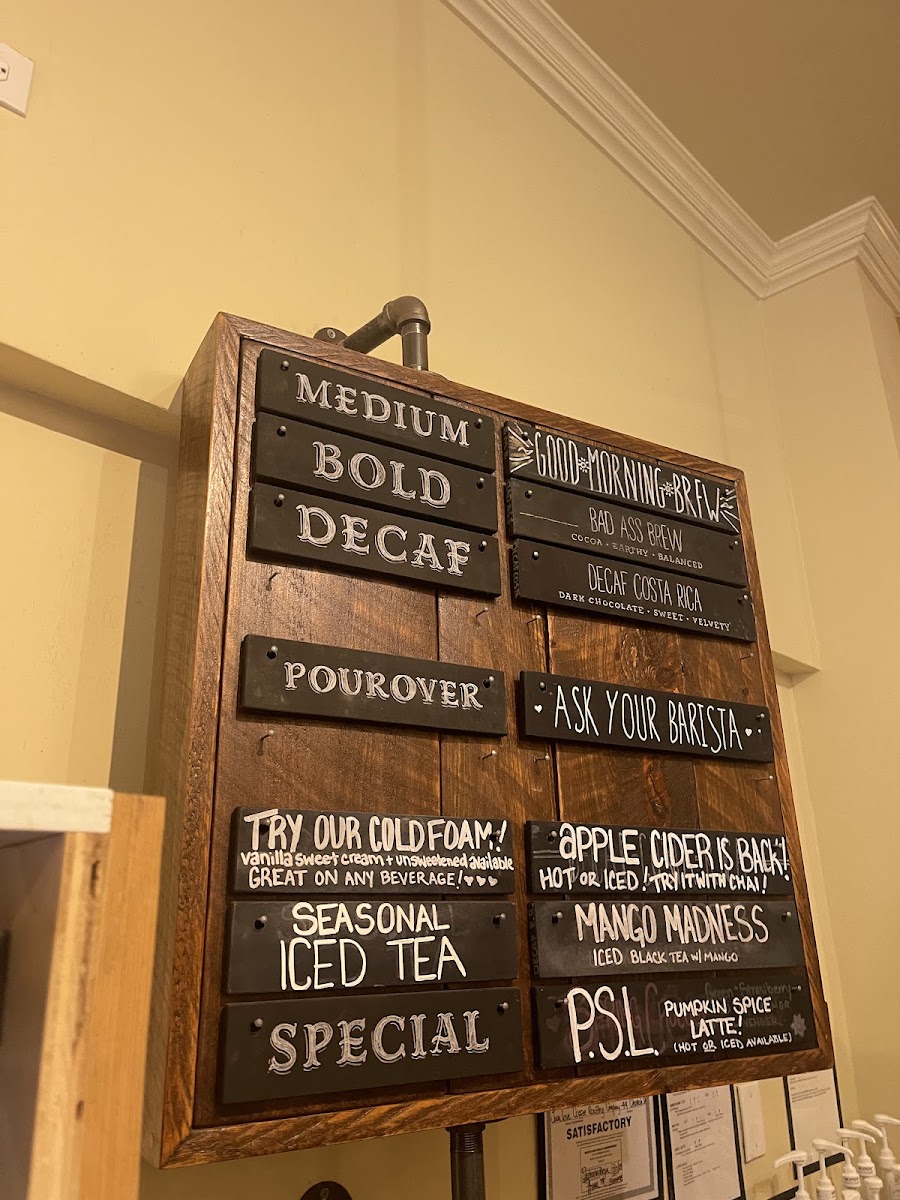 MEDIUM
GOOD MORNING BREW
BOLD
BAD ASS BREW
COCOA • EARTHY • BALANCED
DECAF
DECAF COSTA RICA
DARK CHOCOLATE • SWEET • VELVETY
POUROVER
ASK YOUR BARISTA
TRY OUR COLD FOAM!
vanilla sweet cream + unsweetened available
GREAT ON ANY BEVERAGE!
APPLE CIDER IS BACK!
HOT OR ICED! TRY IT WITH CHAI!
SEASONAL
ICED TEA
MANGO MADNESS
ICED BLACK TEA W/ MANGO
SPECIAL
P.S.L.
PUMPKIN SPICE
LATTE!
(HOT OR ICED AVAILABLE)
SATISFACTORY